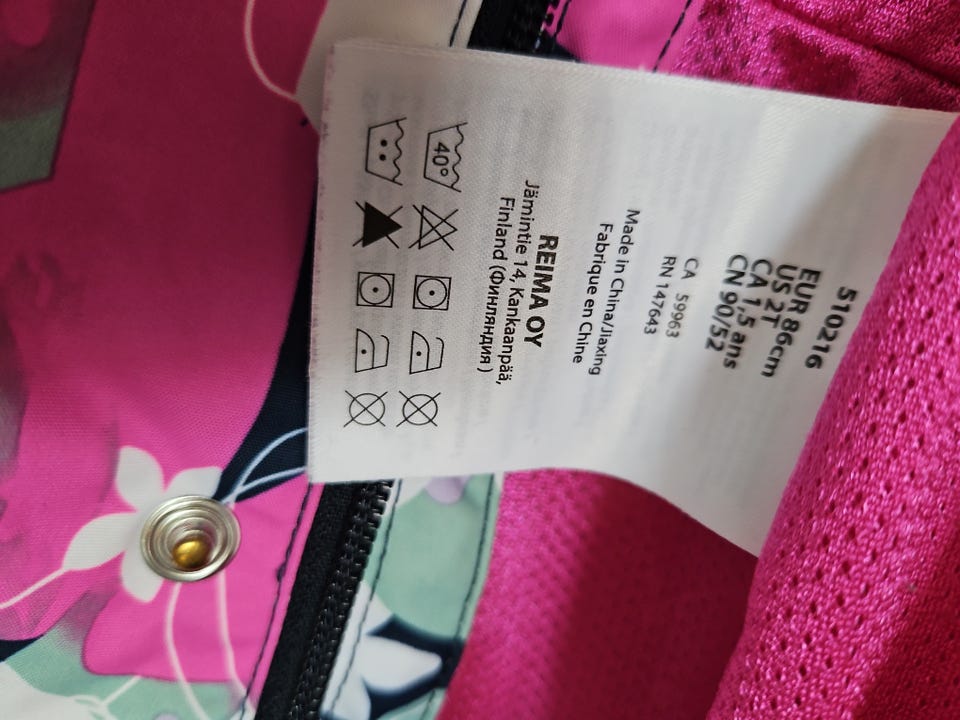 510216
EUR 86cm
US 2T
CA 1,5 ans
CN 90/52
CA 59963
RN 147643
Made in China/Jiaxing
Fabrique en Chine
REIMA OY
Jämintie 14, Kankaanpää,
Finland (Финляндия)
40°